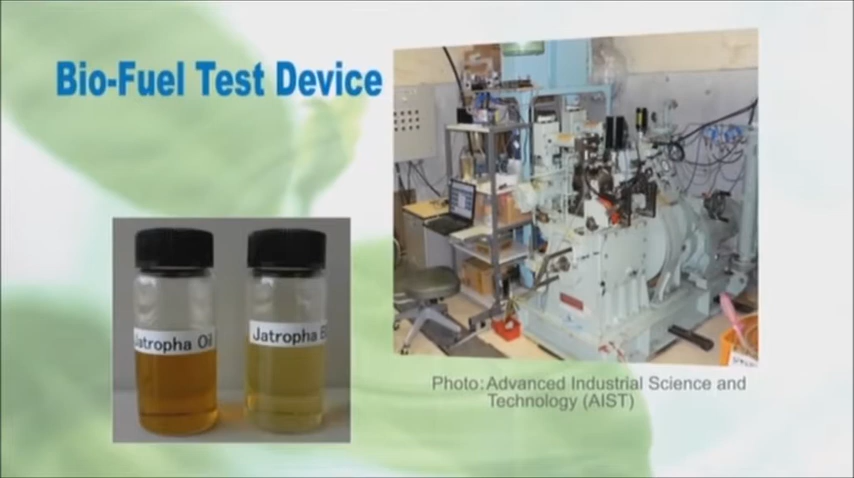 Bio-Fuel Test Device
Jatropha Oil
Jatropha B
Photo: Advanced Industrial Science and
Technology (AIST)